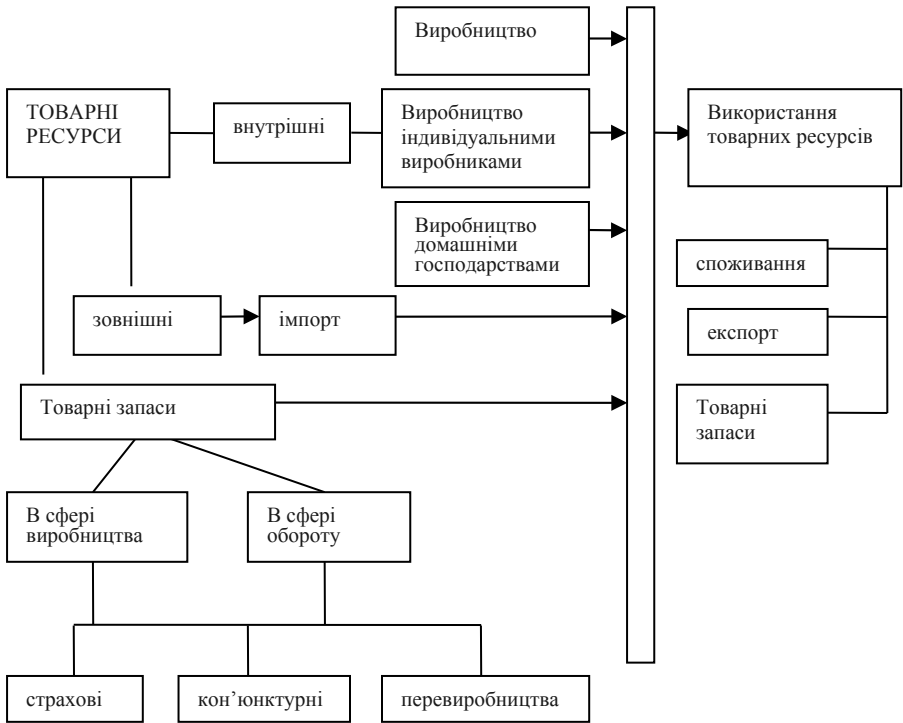 Виробництво
ТОВАРНІ
РЕСУРСИ
внутрішні
Виробництво
індивідуальними
виробниками
Використання
товарних ресурсів
Виробництво
домашніми
господарствами
споживання
зовнішні
імпорт
експорт
Товарні запаси
Товарні
запаси
В сфері
виробництва
В сфері
обороту
страхові
кон’юнктурні
перевиробництва